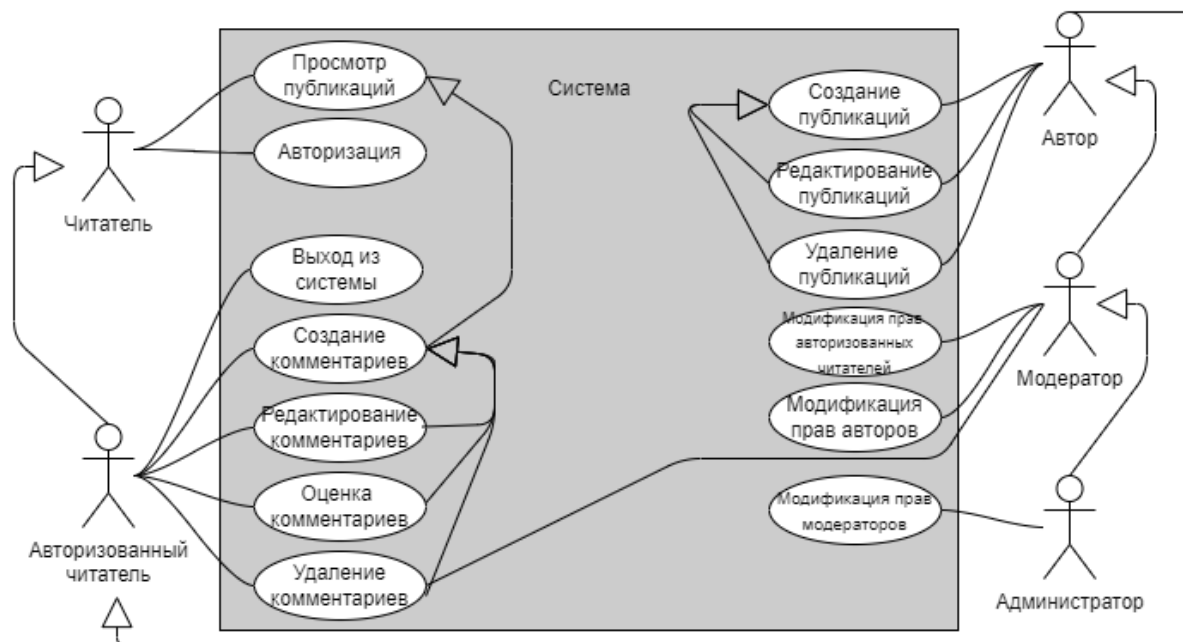 Просмотр
публикаций
Система
Авторизация
Читатель
Выход из
системы
Создание
комментариев
Редактирование
комментариев
Оценка
комментариев
Удаление
комментариев
Авторизованный
читатель
Создание
публикаций
Автор
Редактирование
публикаций
Удаление
публикаций
Модификация прав
авторизованных
читателей
Модератор
Модификация
прав авторов
Модификация прав
модераторов
Администратор